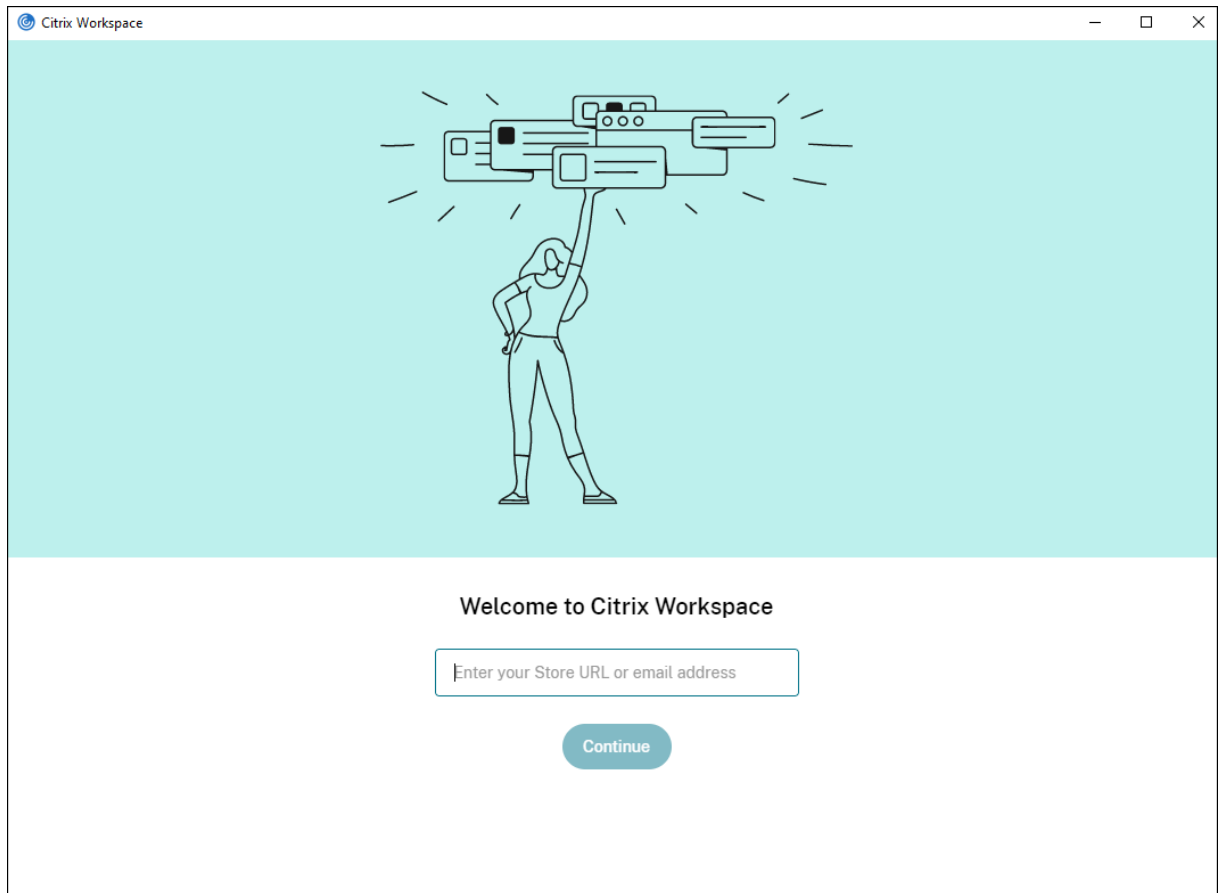 Citrix Workspace
Welcome to Citrix Workspace
Enter your Store URL or email address
Continue